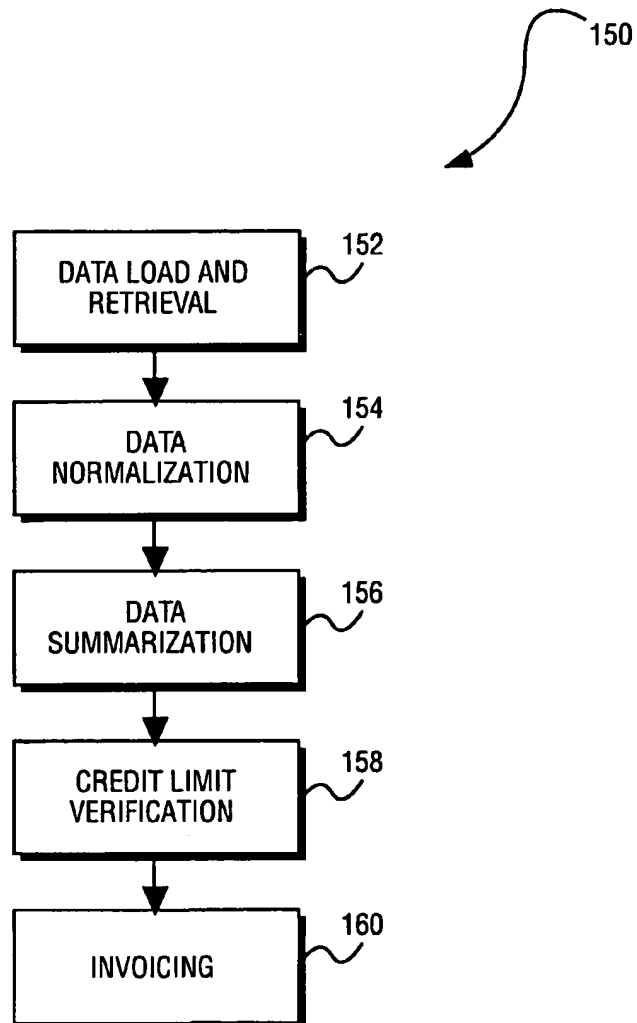 150
DATA LOAD AND
RETRIEVAL
152
DATA
NORMALIZATION
154
DATA
SUMMARIZATION
156
CREDIT LIMIT
VERIFICATION
158
INVOICING
160